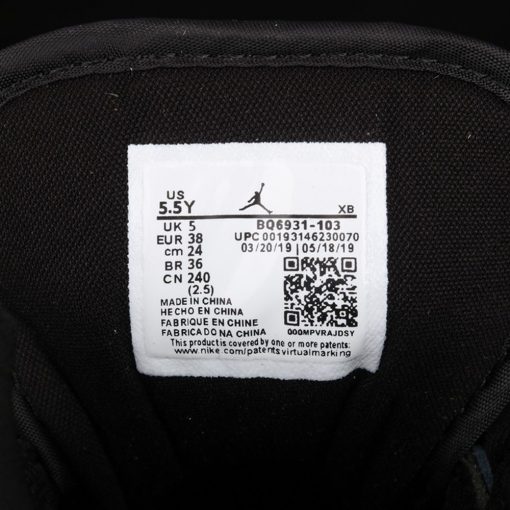 US
5.5Y XB
UK 5 BQ6931-103
EUR 38 UPC 00193146230070
cm 24 03/20/19 | 05/18/19
BR 36
CN 240
(2.5)
MADE IN CHINA
HECHO EN CHINA
FABRIQUE EN CHINE
FABRICADO NA CHINA 000MPVRAJDSY
This product is covered by one or more patents:
www.nike.com/patentsvirtualmarking